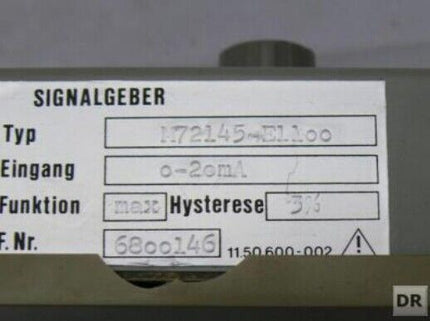 SIGNALGEBER
Typ M72145-E1100
Eingang 0-20mA
Funktion max Hysterese 3%
F.Nr. 6800146 11.50.600-002
DR